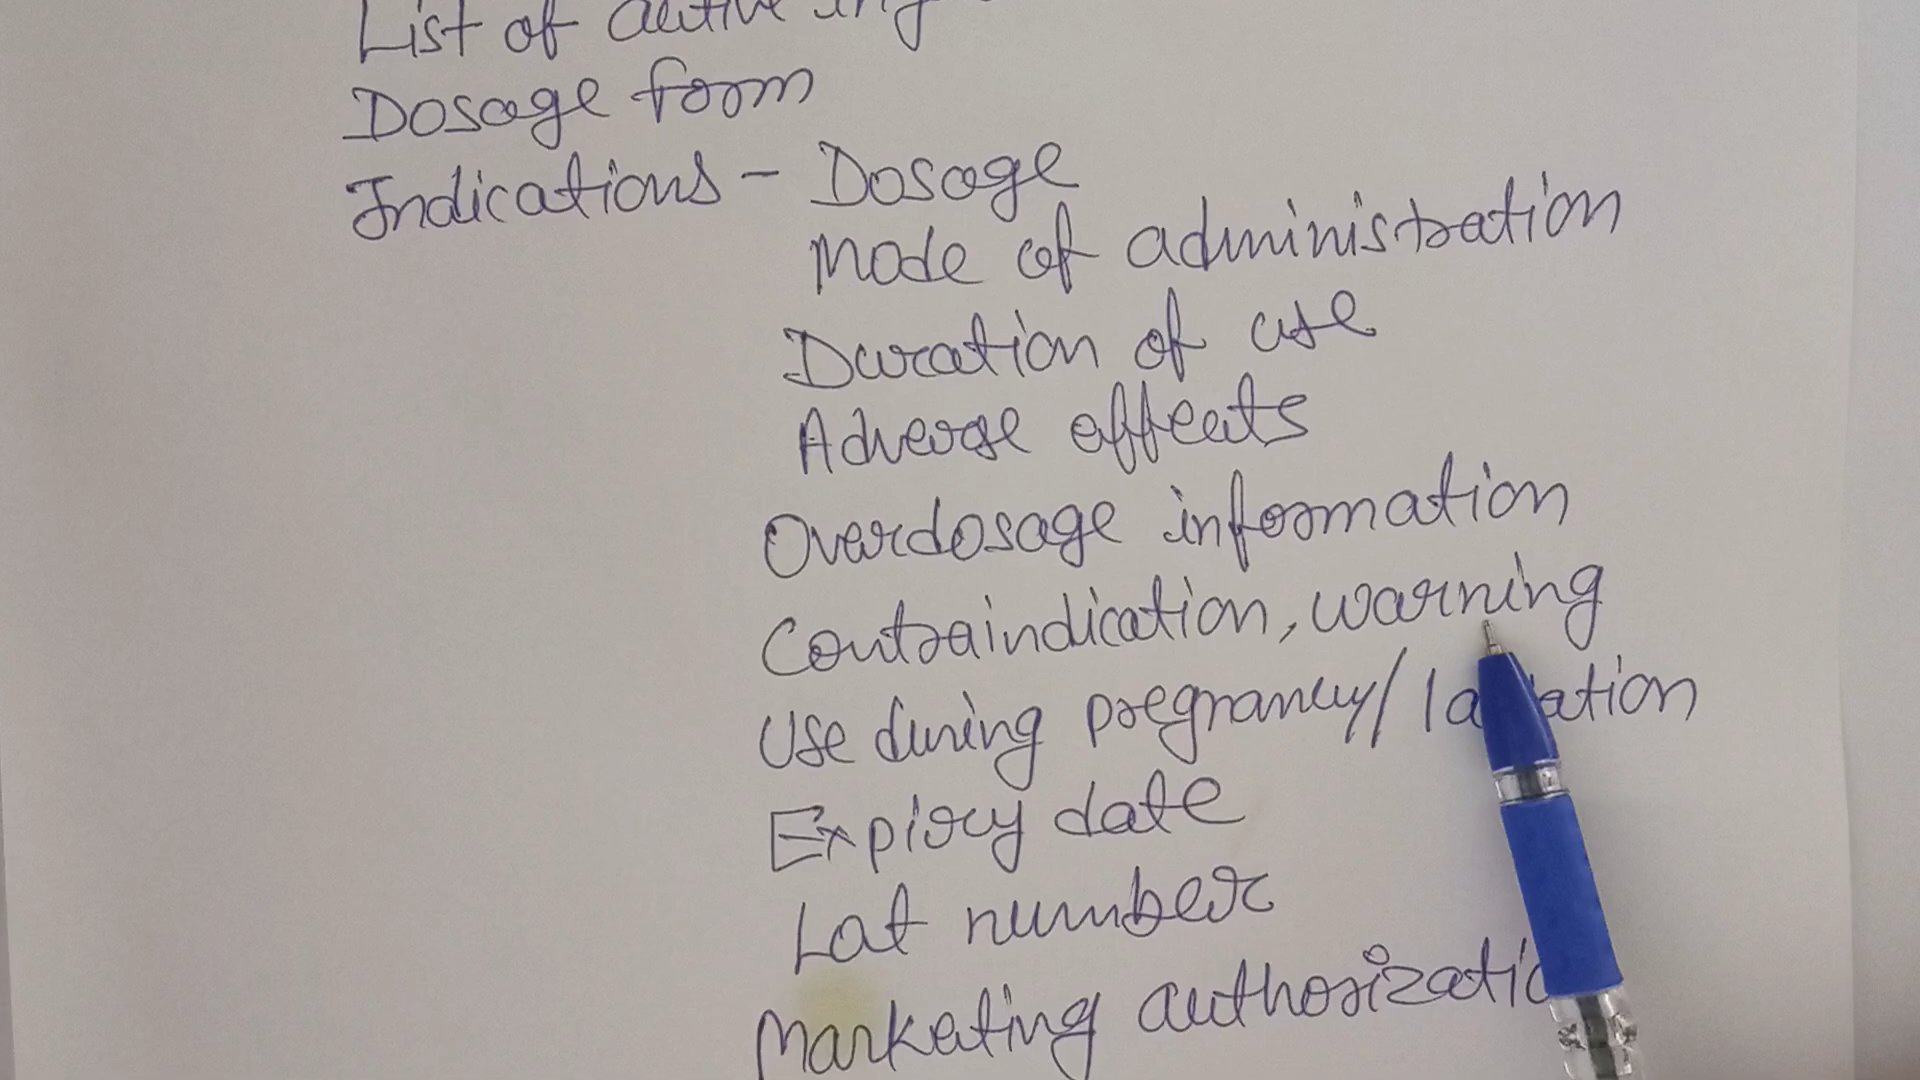 List of active
Dosage form
Indications - Dosage
Mode of administration
Duration of use
Adverse effects
Overdosage information
Contraindication, warning
Use during pregnancy/
Expiry date
Lot number
Marketing